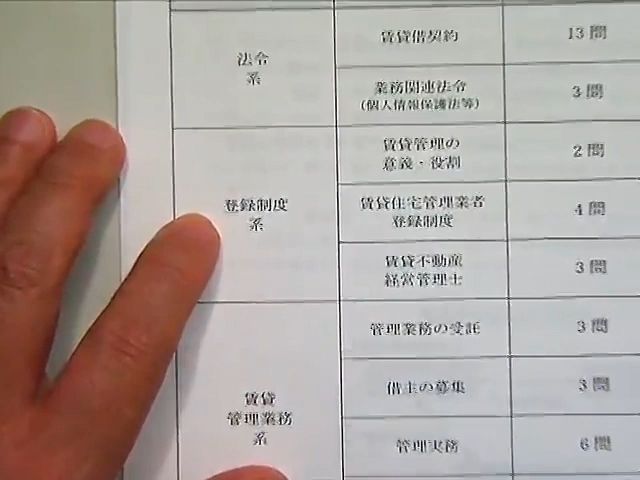 法令
系
賃貸借契約
13 問
業務関連法令
(個人情報保護法等)
3 問
登録制度
系
賃貸管理の
意義・役割
2 問
賃貸住宅管理業者
登録制度
4 問
賃貸不動産
経営管理士
3 問
賃貸
管理業務
系
管理業務の受託
3 問
借主の募集
3 問
管理実務
6 問